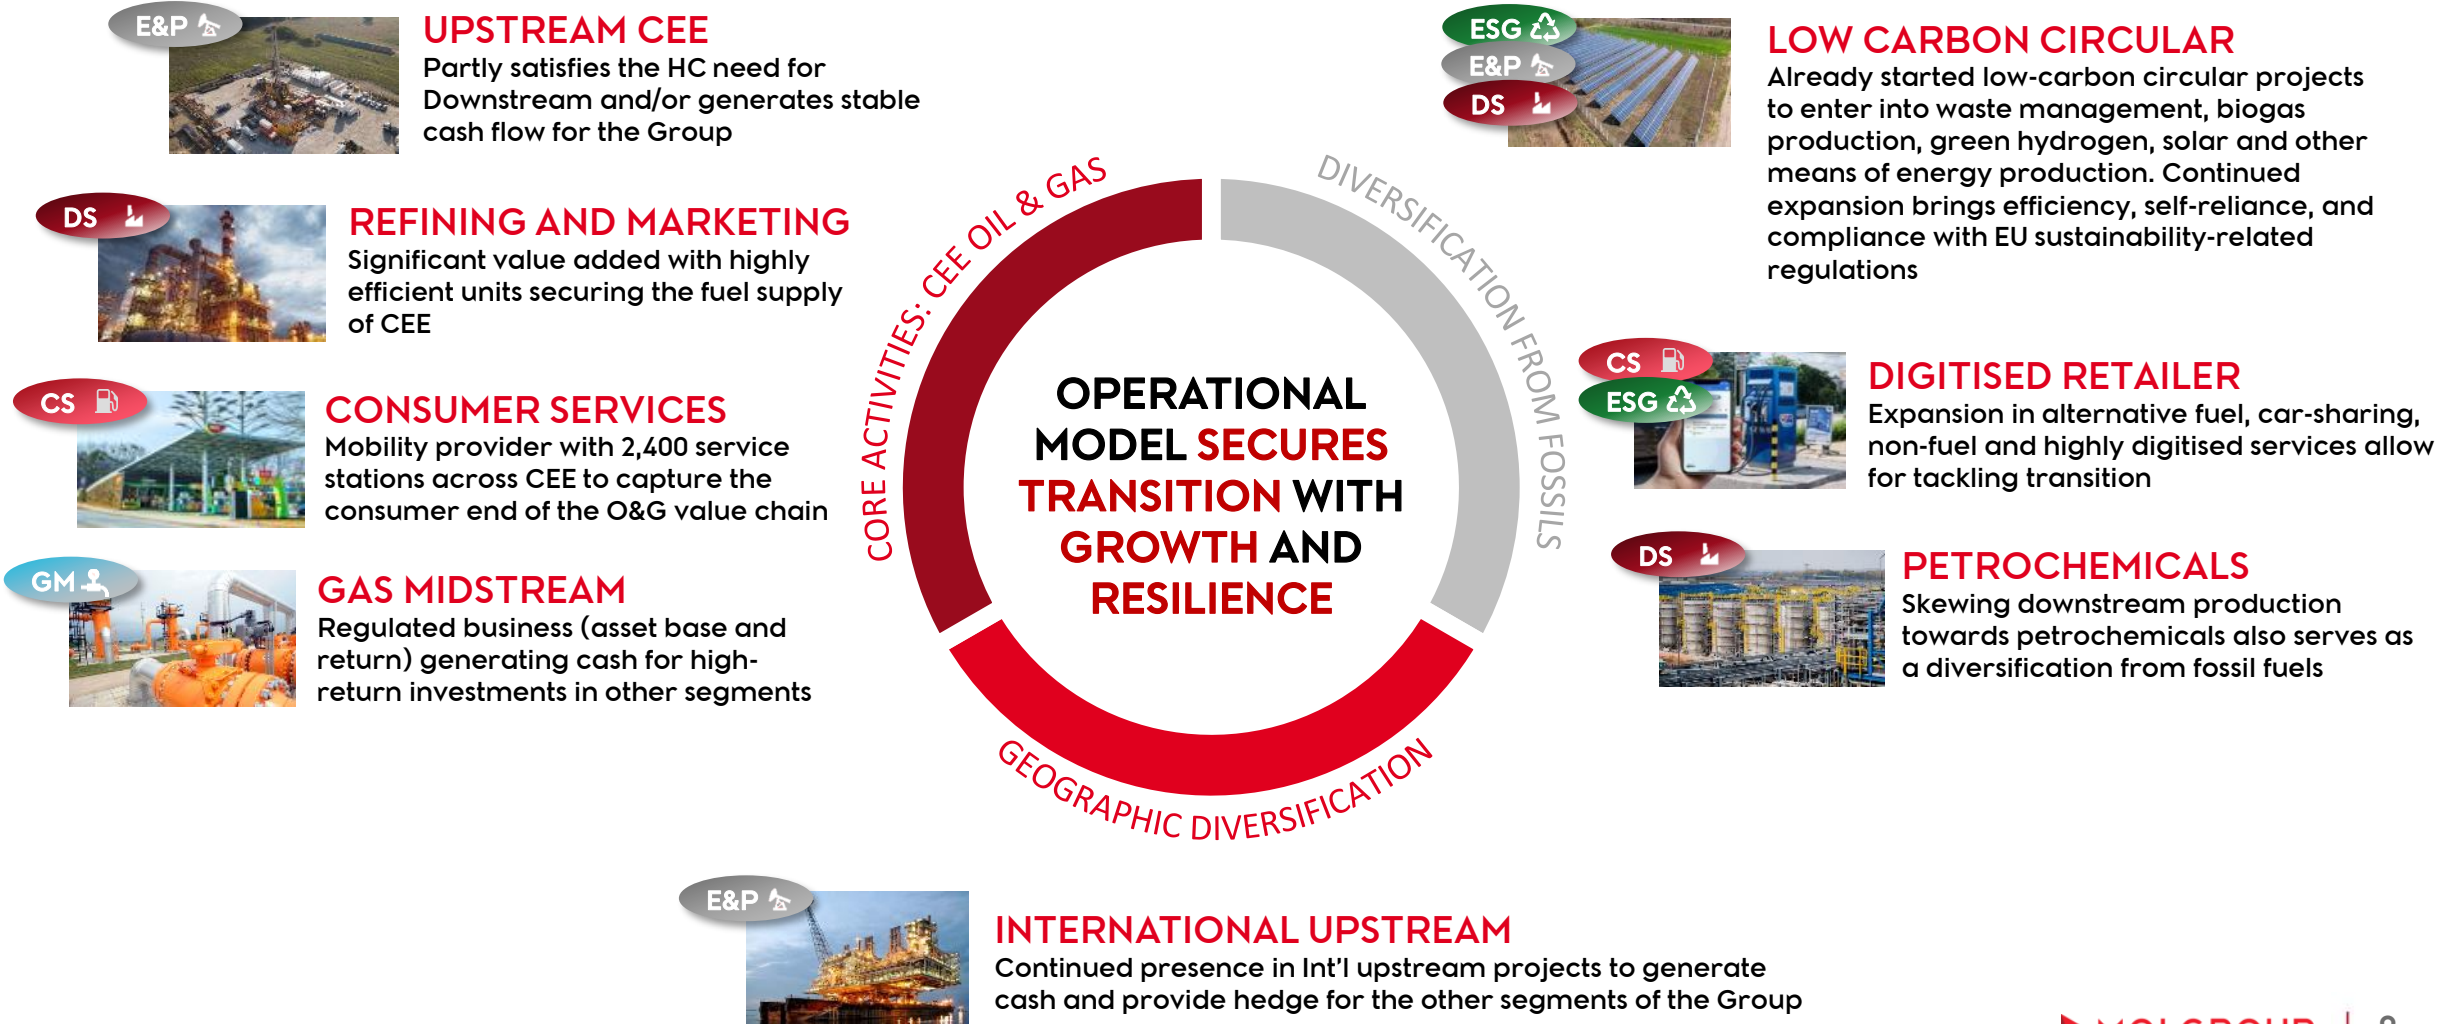 E&P
UPSTREAM CEE
Partly satisfies the HC need for
Downstream and/or generates stable
cash flow for the Group
DS
REFINING AND MARKETING
Significant value added with highly
efficient units securing the fuel supply
of CEE
CS
CONSUMER SERVICES
Mobility provider with 2,400 service
stations across CEE to capture the
consumer end of the O&G value chain
GM
GAS MIDSTREAM
Regulated business (asset base and
return) generating cash for high-
return investments in other segments
CORE ACTIVITIES: CEE OIL & GAS
DIVERSIFICATION FROM FOSSILS
GEOGRAPHIC DIVERSIFICATION
OPERATIONAL
MODEL SECURES
TRANSITION WITH
GROWTH AND
RESILIENCE
ESG
E&P
DS
LOW CARBON CIRCULAR
Already started low-carbon circular projects
to enter into waste management, biogas
production, green hydrogen, solar and other
means of energy production. Continued
expansion brings efficiency, self-reliance, and
compliance with EU sustainability-related
regulations
CS
ESG
DIGITISED RETAILER
Expansion in alternative fuel, car-sharing,
non-fuel and highly digitised services allow
for tackling transition
DS
PETROCHEMICALS
Skewing downstream production
towards petrochemicals also serves as
a diversification from fossil fuels
E&P
INTERNATIONAL UPSTREAM
Continued presence in Int'l upstream projects to generate
cash and provide hedge for the other segments of the Group
MOLGROUP